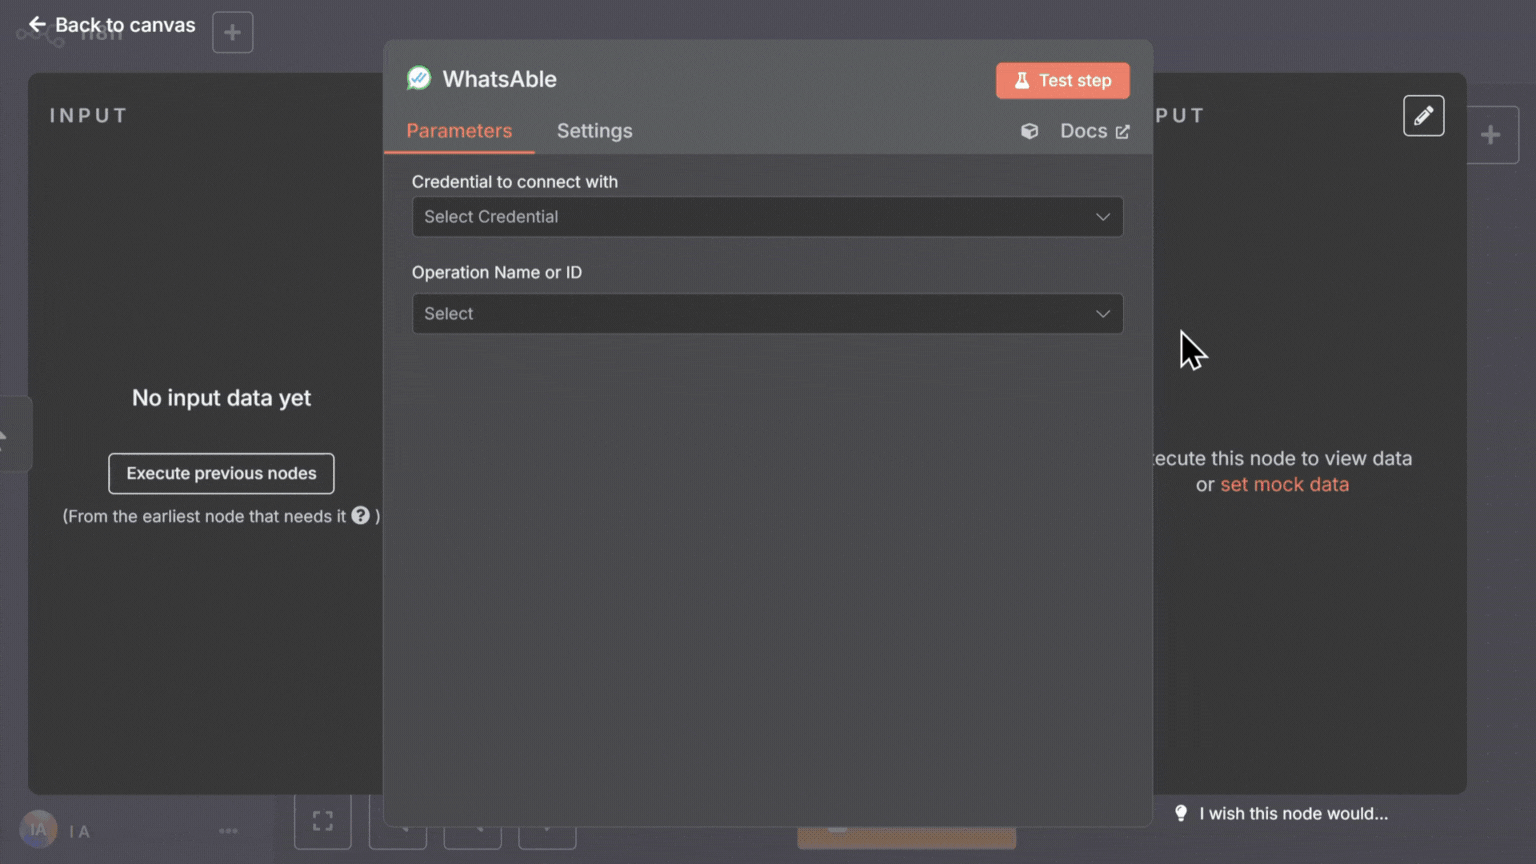 Back to canvas
n8n
INPUT
WhatsAble
Test step
Parameters
Settings
Docs
Credential to connect with
Select Credential
Operation Name or ID
Select
No input data yet
Execute previous nodes
(From the earliest node that needs it ? )
PUT
ecute this node to view data
or set mock data
I wish this node would...
IA
I A